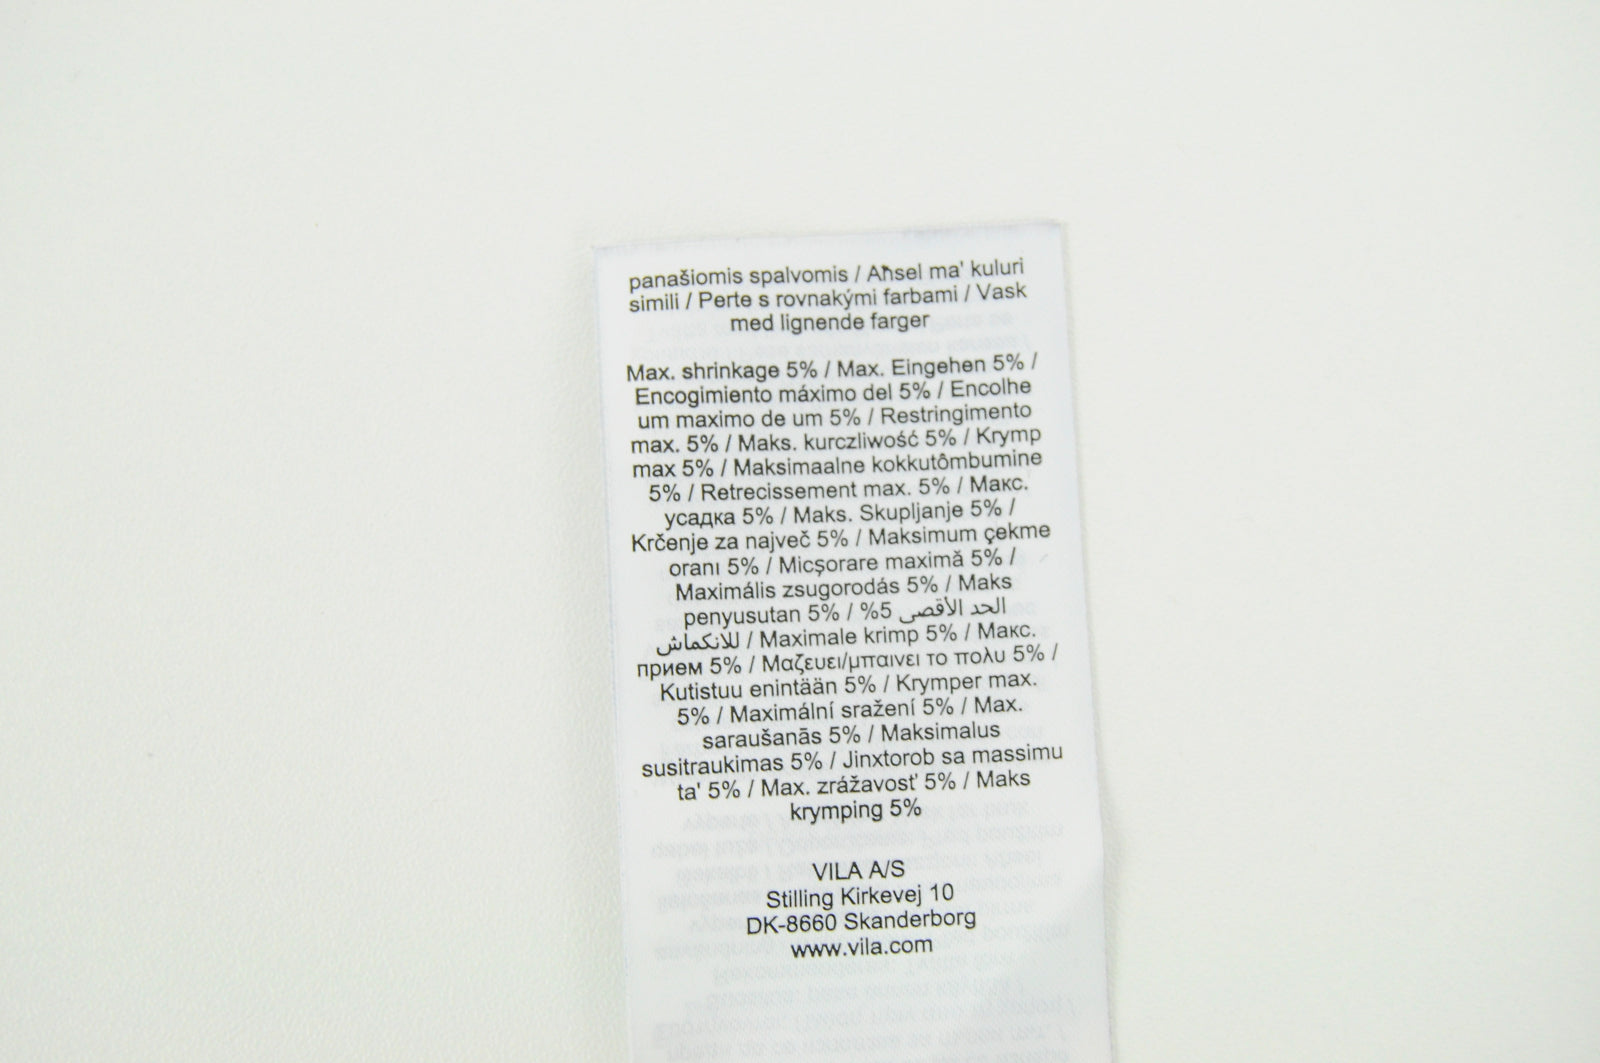 panašiomis spalvomis / Aħsel ma' kuluri
simili / Perte s rovnakými farbami / Vask
med lignende farger
Max. shrinkage 5% / Max. Eingehen 5% /
Encogimiento máximo del 5% / Encolhe
um maximo de um 5% / Restringimento
max. 5% / Maks. kurczliwość 5% / Krymp
max 5% / Maksimaalne kokkutõmbumine
5% / Retrecissement max. 5% / Макс.
усадка 5% / Maks. Skupljanje 5% /
Krčenje za največ 5% / Maksimum çekme
oranı 5% / Micşorare maximă 5% /
Maximális zsugorodás 5% / Maks
penyusutan 5% / %5 الحد الأقصى
للانكماش / Maximale krimp 5% / Макс.
прием 5% / Μαζευει/μπαινει το πολυ 5% /
Kutistuu enintään 5% / Krymper max.
5% / Maximální sražení 5% / Max.
saraušanās 5% / Maksimalus
susitraukimas 5% / Jinxtorob sa massimu
ta' 5% / Max. zrážavosť 5% / Maks
krymping 5%
VILA A/S
Stilling Kirkevej 10
DK-8660 Skanderborg
www.vila.com